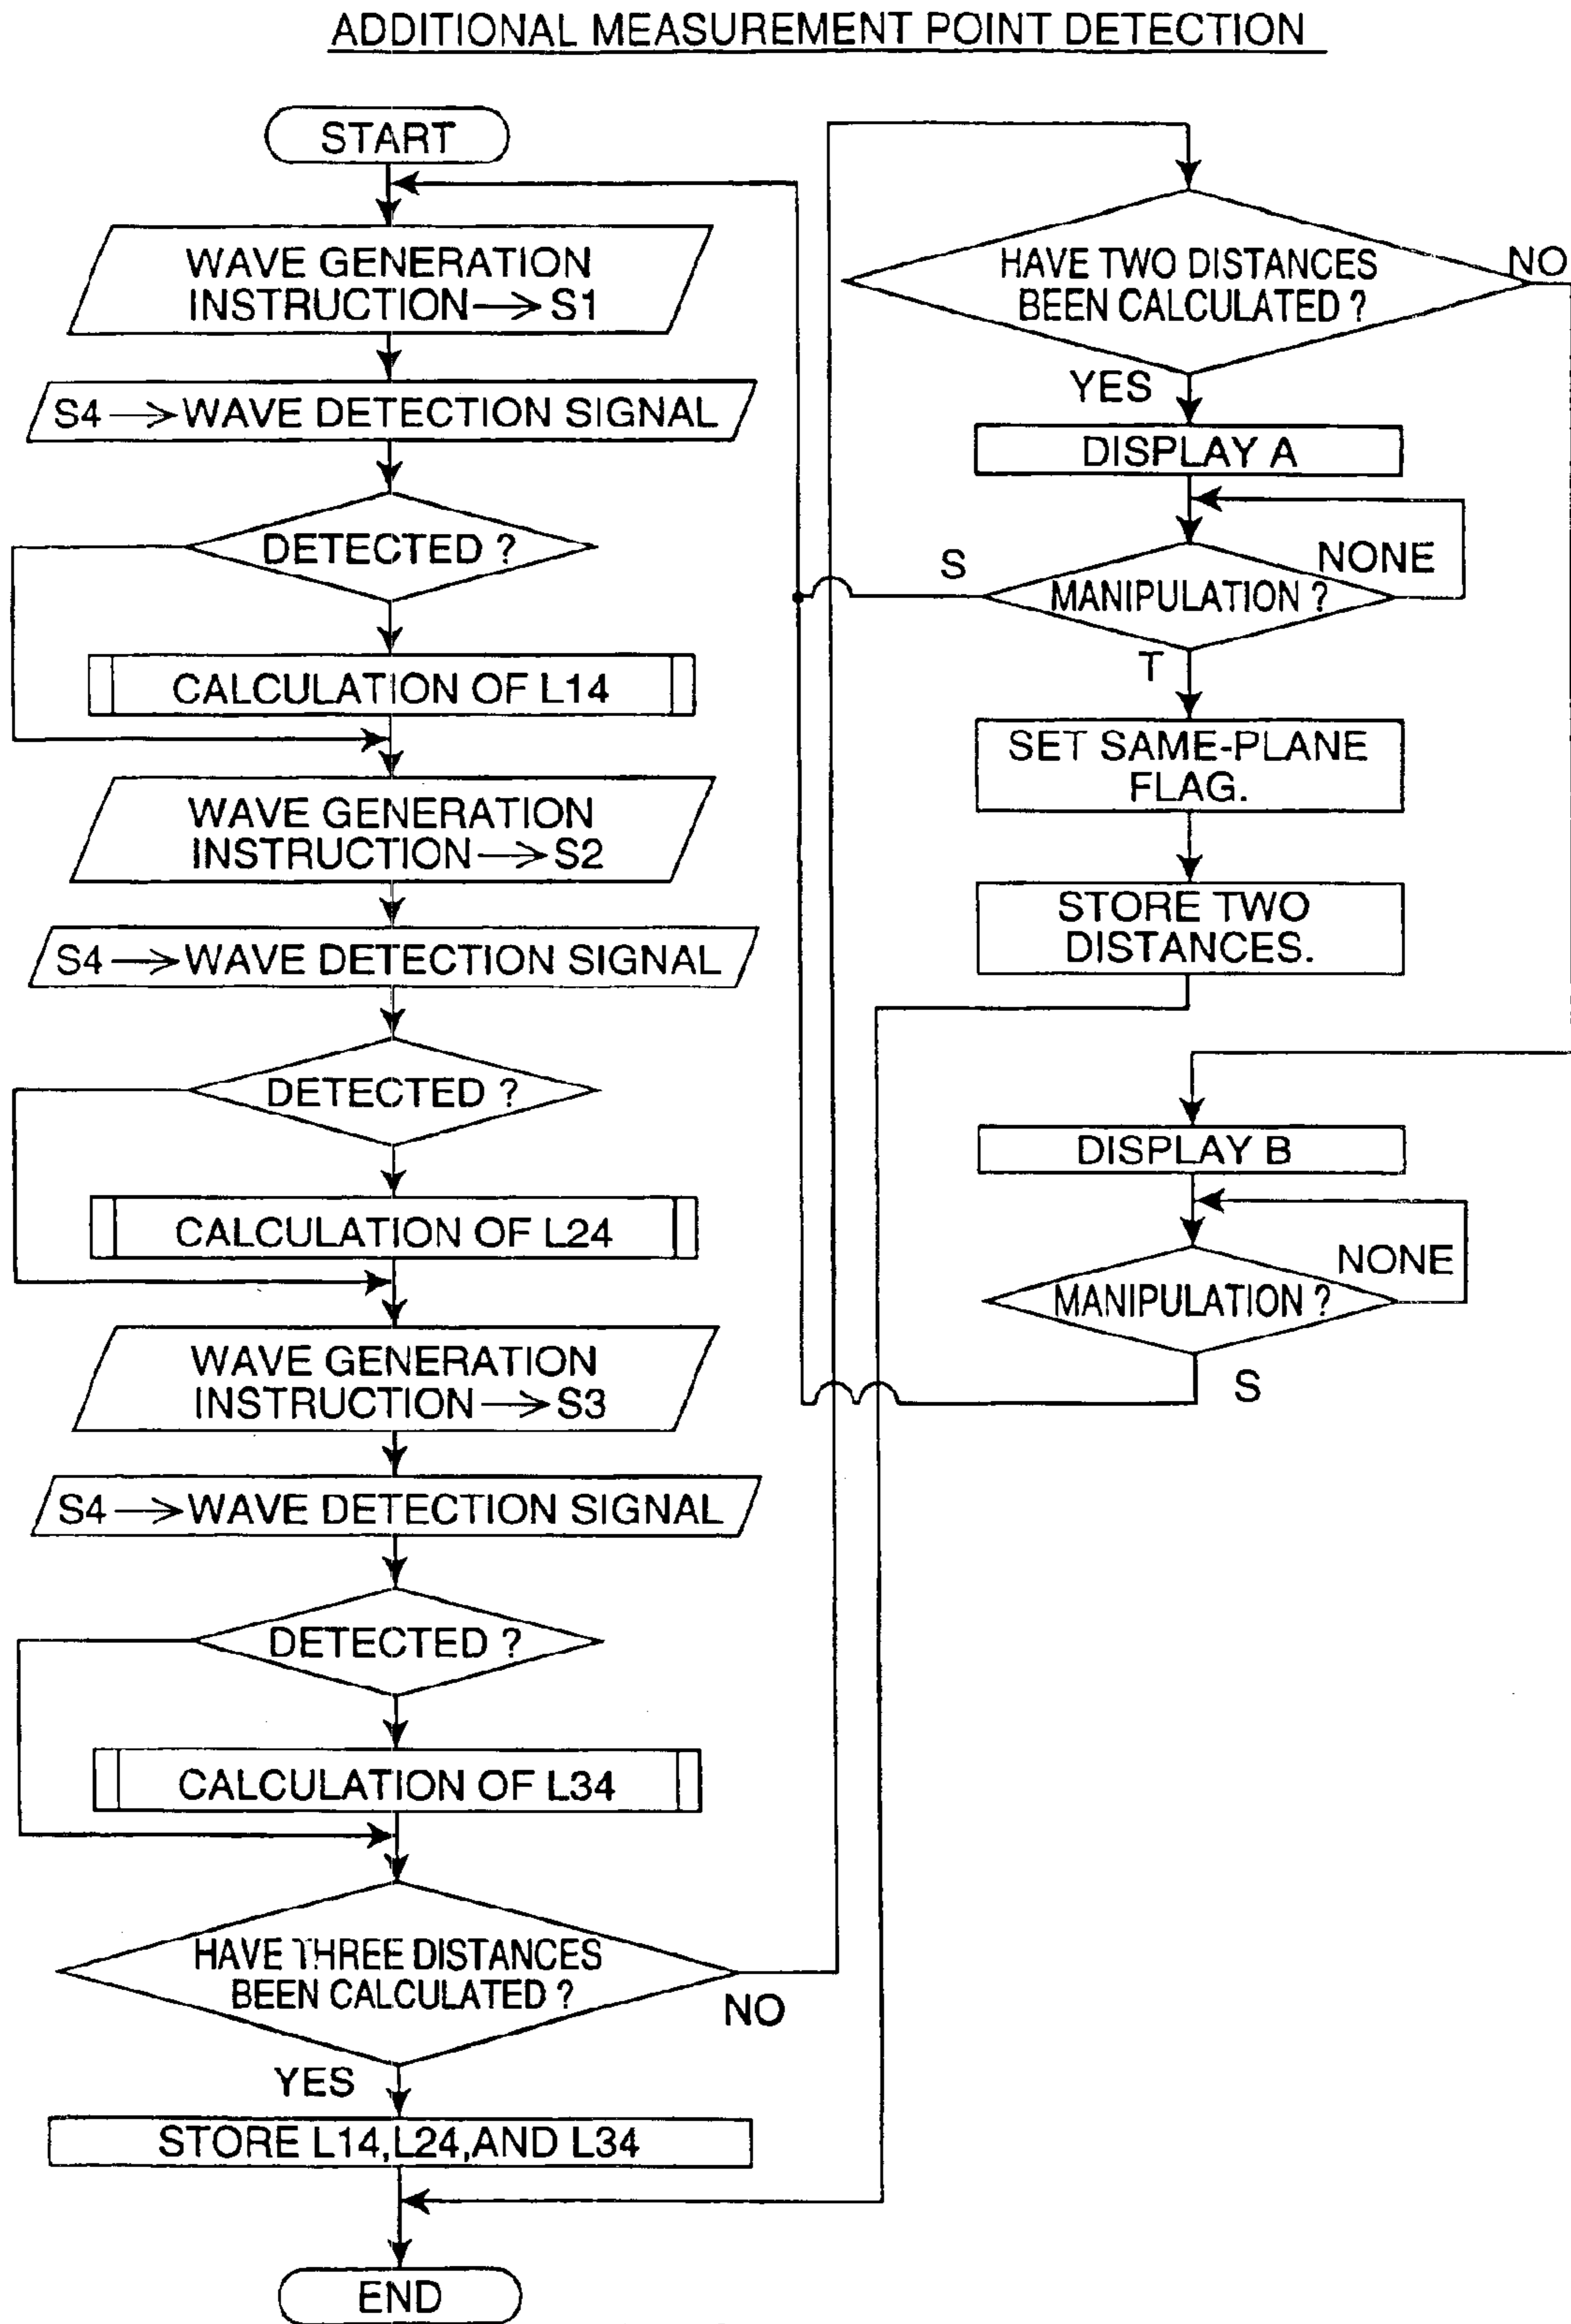 ADDITIONAL MEASUREMENT POINT DETECTION
START
WAVE GENERATION
INSTRUCTION→S1
S4→WAVE DETECTION SIGNAL
DETECTED ?
CALCULATION OF L14
WAVE GENERATION
INSTRUCTION→S2
S4→WAVE DETECTION SIGNAL
DETECTED ?
CALCULATION OF L24
WAVE GENERATION
INSTRUCTION→S3
S4→WAVE DETECTION SIGNAL
DETECTED ?
CALCULATION OF L34
HAVE THREE DISTANCES
BEEN CALCULATED ?
NO
YES
STORE L14,L24,AND L34
END
HAVE TWO DISTANCES
BEEN CALCULATED ?
NO
YES
DISPLAY A
S
NONE
MANIPULATION ?
T
SET SAME-PLANE
FLAG.
STORE TWO
DISTANCES.
DISPLAY B
NONE
MANIPULATION ?
S